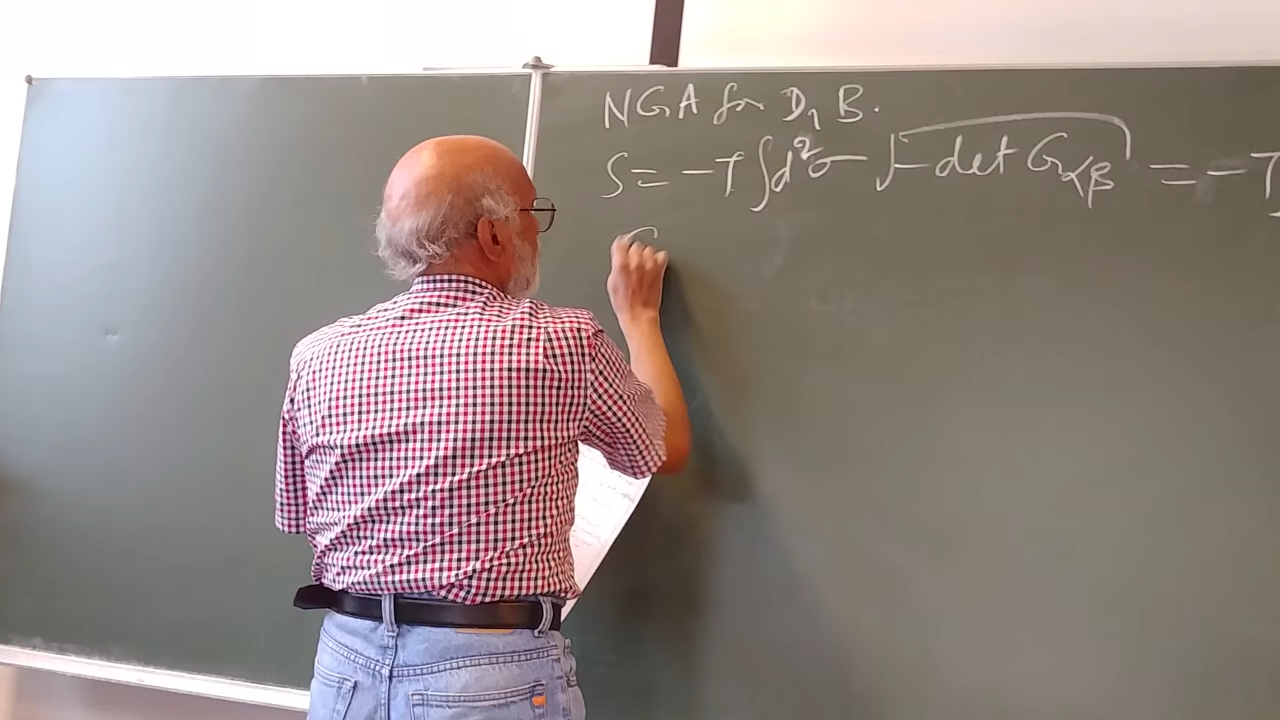 NGA for D₁ B.
S = -T ∫d²σ √-det G_αβ = -T